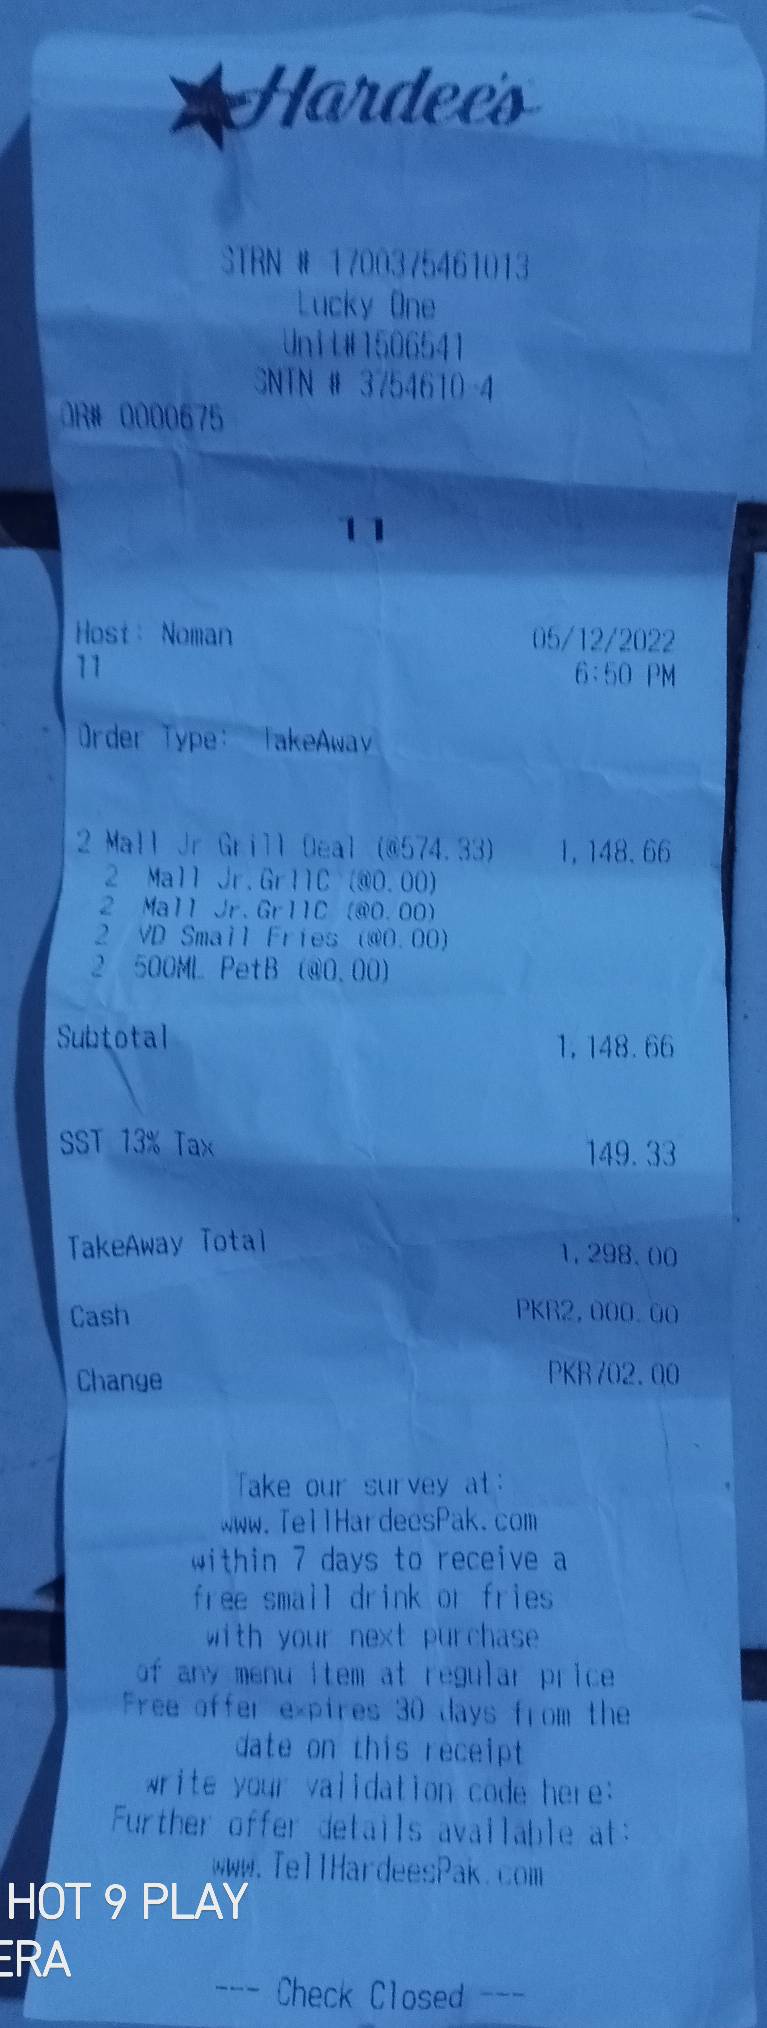 Hardee's
STRN # 1700375461013
Lucky One
Unit#1506541
SNTN # 3754610-4
OR# 0000675
11
Host: Noman 05/12/2022
11 6:50 PM
Order Type: TakeAway
2 Mall Jr Grill Deal (@574.33) 1,148.66
2 Mall Jr.GrllC (@0.00)
2 Mall Jr.GrllC (@0.00)
2 VD Small Fries (@0.00)
2 500ML PetB (@0.00)
Subtotal 1,148.66
SST 13% Tax 149.33
TakeAway Total 1,298.00
Cash PKR2,000.00
Change PKR702.00
Take our survey at:
www.TellHardeesPak.com
within 7 days to receive a
free small drink or fries
with your next purchase
of any menu item at regular price
Free offer expires 30 days from the
date on this receipt
write your validation code here:
Further offer details available at:
www.TellHardeesPak.com
HOT 9 PLAY
ERA
--- Check Closed ---